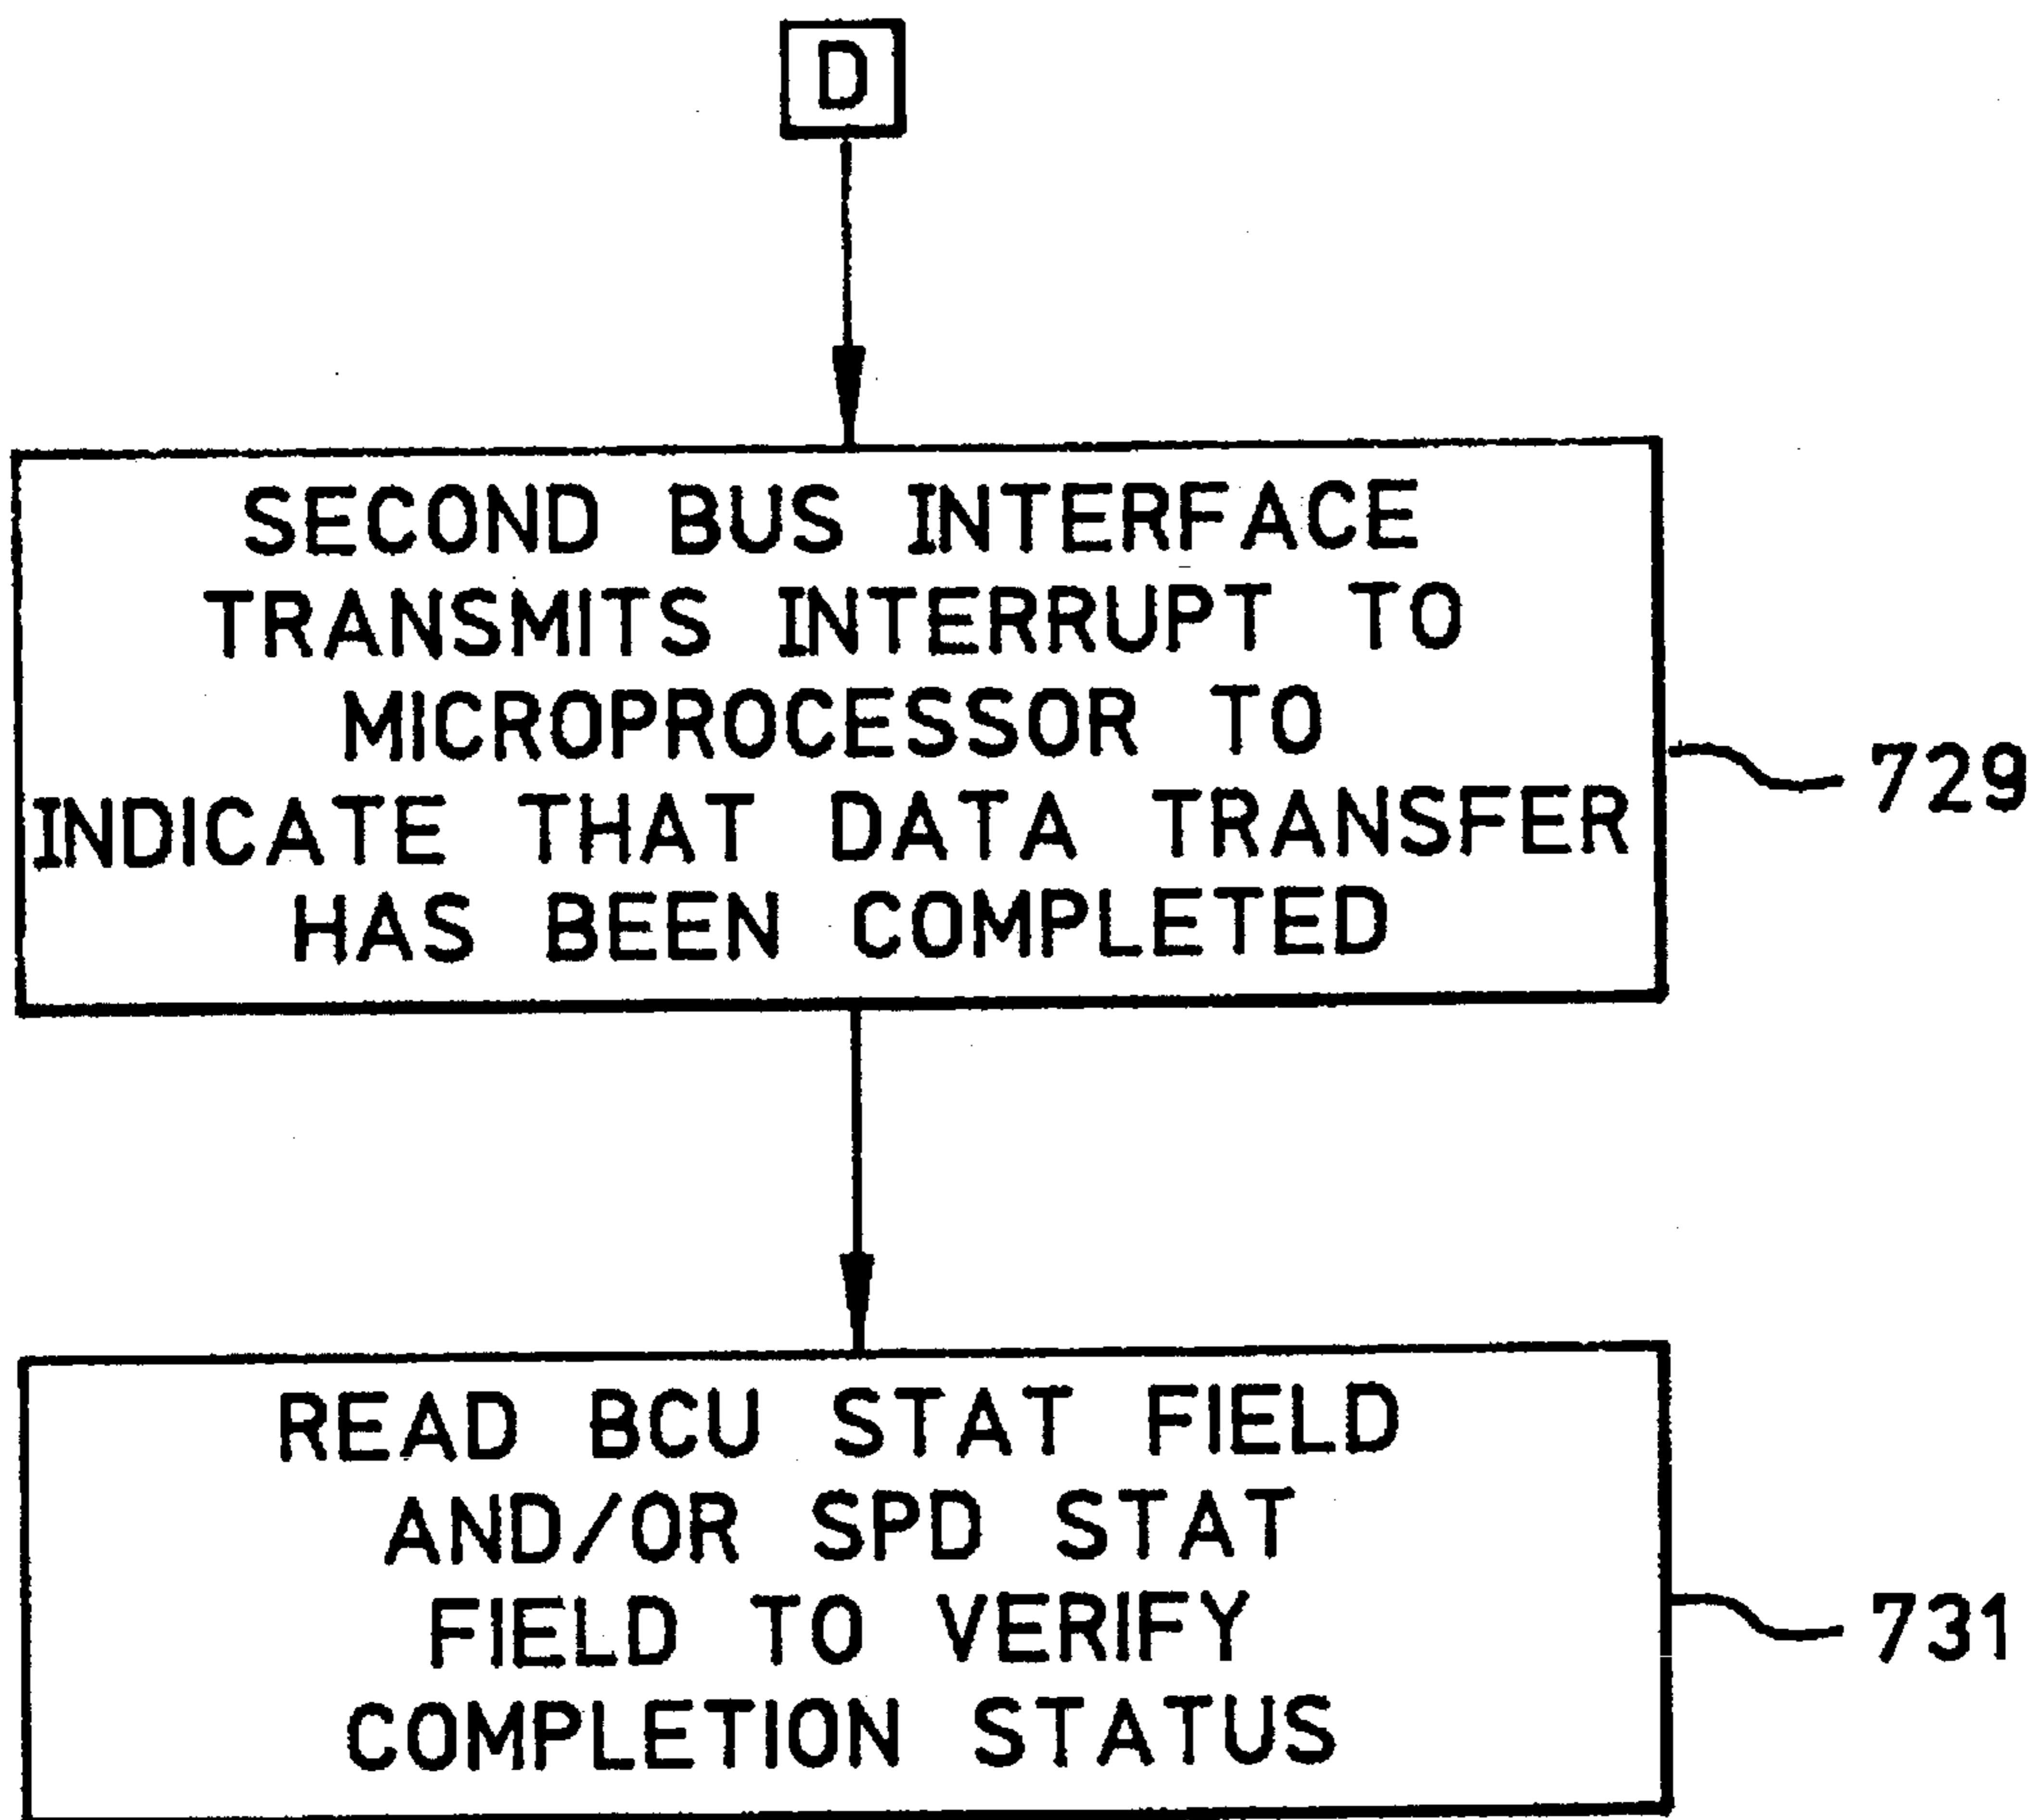 D
SECOND BUS INTERFACE
TRANSMITS INTERRUPT TO
MICROPROCESSOR TO
INDICATE THAT DATA TRANSFER
HAS BEEN COMPLETED
729
READ BCU STAT FIELD
AND/OR SPD STAT
FIELD TO VERIFY
COMPLETION STATUS
731